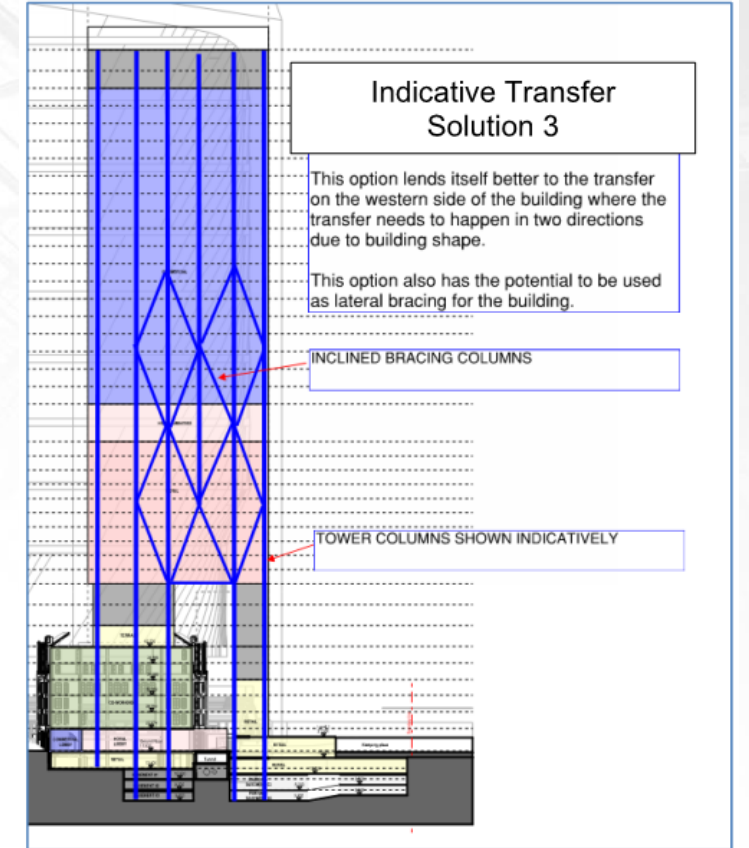 Indicative Transfer
Solution 3
This option lends itself better to the transfer
on the western side of the building where the
transfer needs to happen in two directions
due to building shape.
This option also has the potential to be used
as lateral bracing for the building.
INCLINED BRACING COLUMNS
TOWER COLUMNS SHOWN INDICATIVELY